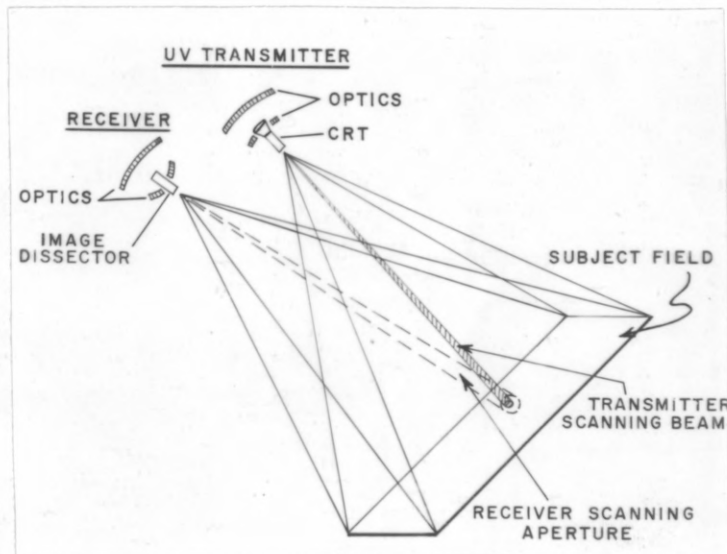 UV TRANSMITTER
OPTICS
RECEIVER
CRT
OPTICS
IMAGE
DISSECTOR
SUBJECT FIELD
TRANSMITTER
SCANNING BEAM
RECEIVER SCANNING
APERTURE